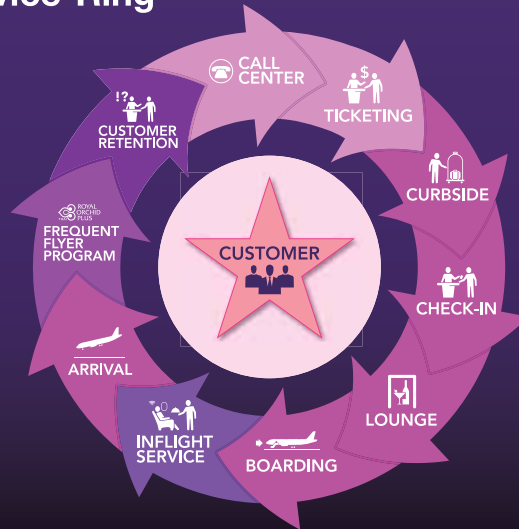 Ring
CALL
CENTER
$
TICKETING
CURBSIDE
CHECK-IN
LOUNGE
BOARDING
INFLIGHT
SERVICE
ARRIVAL
ROYAL
ORCHID
PLUS
FREQUENT
FLYER
PROGRAM
!?
CUSTOMER
RETENTION
CUSTOMER